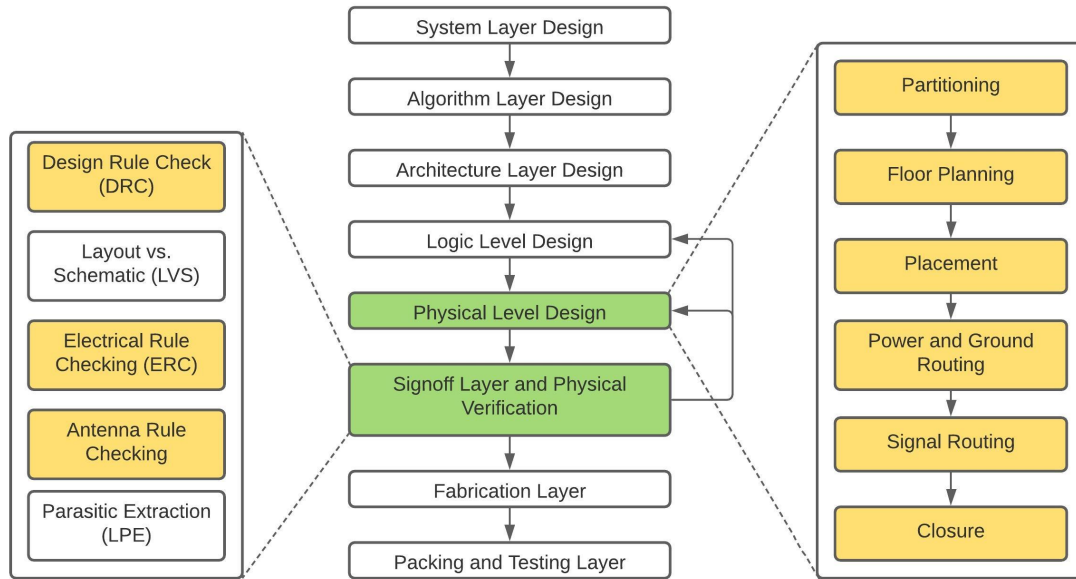 System Layer Design
Algorithm Layer Design
Architecture Layer Design
Logic Level Design
Physical Level Design
Signoff Layer and Physical
Verification
Fabrication Layer
Packing and Testing Layer
Design Rule Check
(DRC)
Layout vs.
Schematic (LVS)
Electrical Rule
Checking (ERC)
Antenna Rule
Checking
Parasitic Extraction
(LPE)
Partitioning
Floor Planning
Placement
Power and Ground
Routing
Signal Routing
Closure